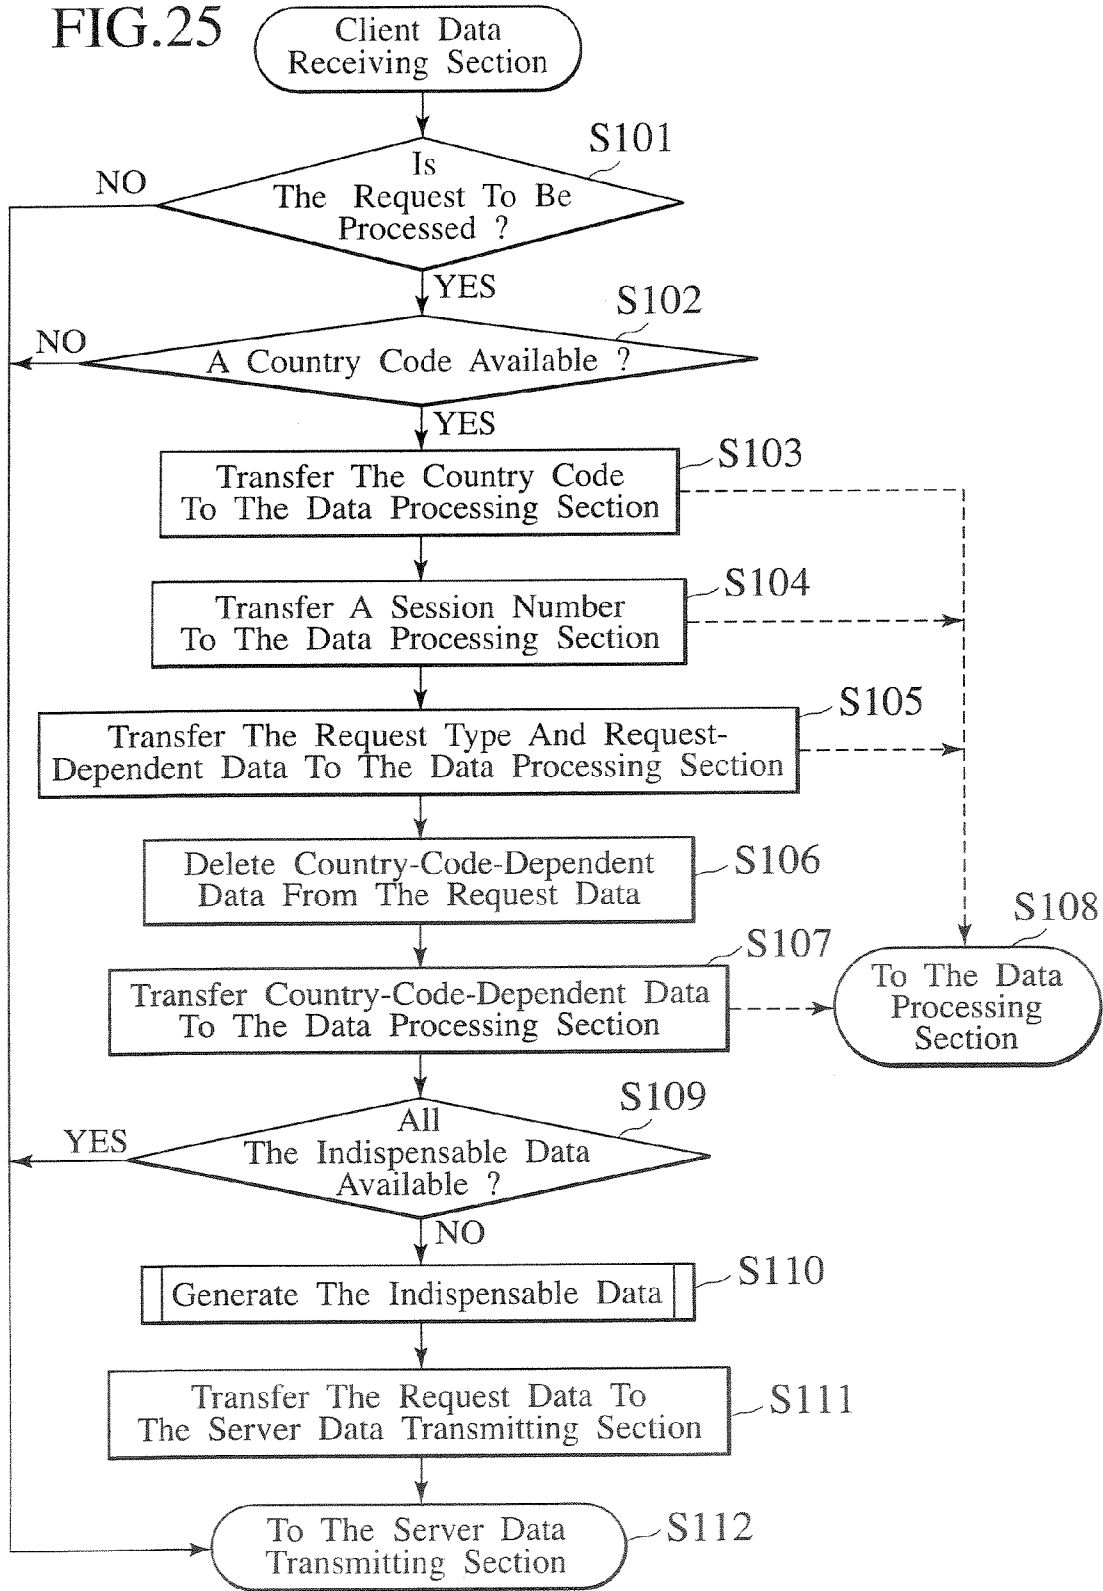 FIG.25
Client Data
Receiving Section
S101
Is
The Request To Be
Processed ?
NO
YES
S102
NO
A Country Code Available ?
YES
S103
Transfer The Country Code
To The Data Processing Section
S104
Transfer A Session Number
To The Data Processing Section
S105
Transfer The Request Type And Request-
Dependent Data To The Data Processing Section
S106
Delete Country-Code-Dependent
Data From The Request Data
S107
Transfer Country-Code-Dependent Data
To The Data Processing Section
S108
To The Data
Processing
Section
S109
All
The Indispensable Data
Available ?
YES
NO
S110
Generate The Indispensable Data
S111
Transfer The Request Data To
The Server Data Transmitting Section
S112
To The Server Data
Transmitting Section